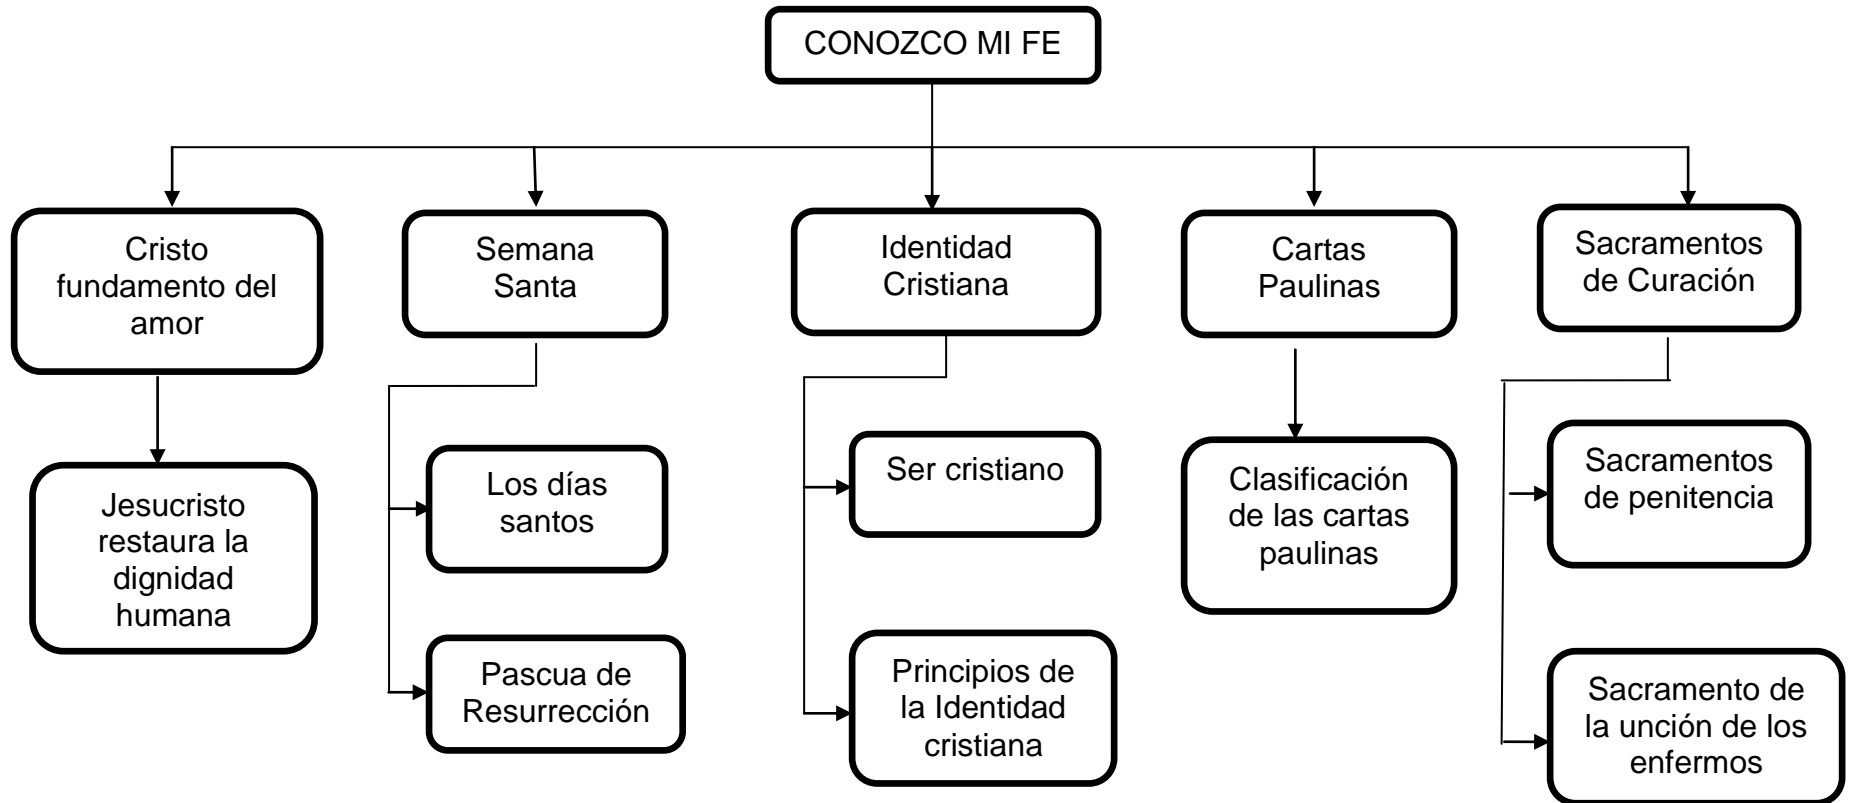 CONOZCO MI FE
Cristo
fundamento del
amor
Semana
Santa
Identidad
Cristiana
Cartas
Paulinas
Sacramentos
de Curación
Jesucristo
restaura la
dignidad
humana
Los días
santos
Pascua de
Resurrección
Ser cristiano
Principios de
la Identidad
cristiana
Clasificación
de las cartas
paulinas
Sacramentos
de penitencia
Sacramento de
la unción de los
enfermos